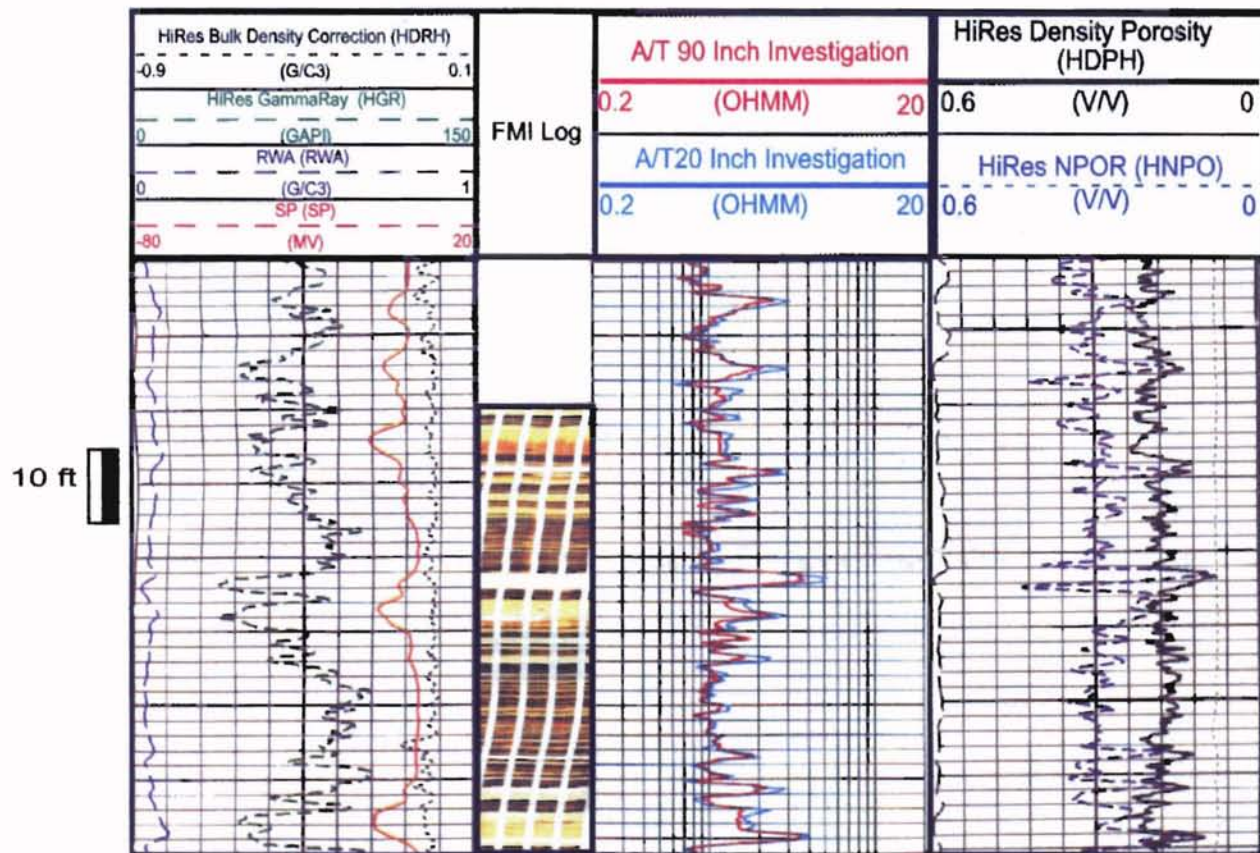 HiRes Bulk Density Correction (HDRH)
-0.9 (G/C3) 0.1
HiRes GammaRay (HGR)
0 (GAPI) 150
RWA (RWA)
0 (G/C3) 1
SP (SP)
-80 (MV) 20
FMI Log
A/T 90 Inch Investigation
0.2 (OHMM) 20
A/T20 Inch Investigation
0.2 (OHMM) 20
HiRes Density Porosity
(HDPH)
0.6 (V/V) 0
HiRes NPOR (HNPO)
0.6 (V/V) 0
10 ft